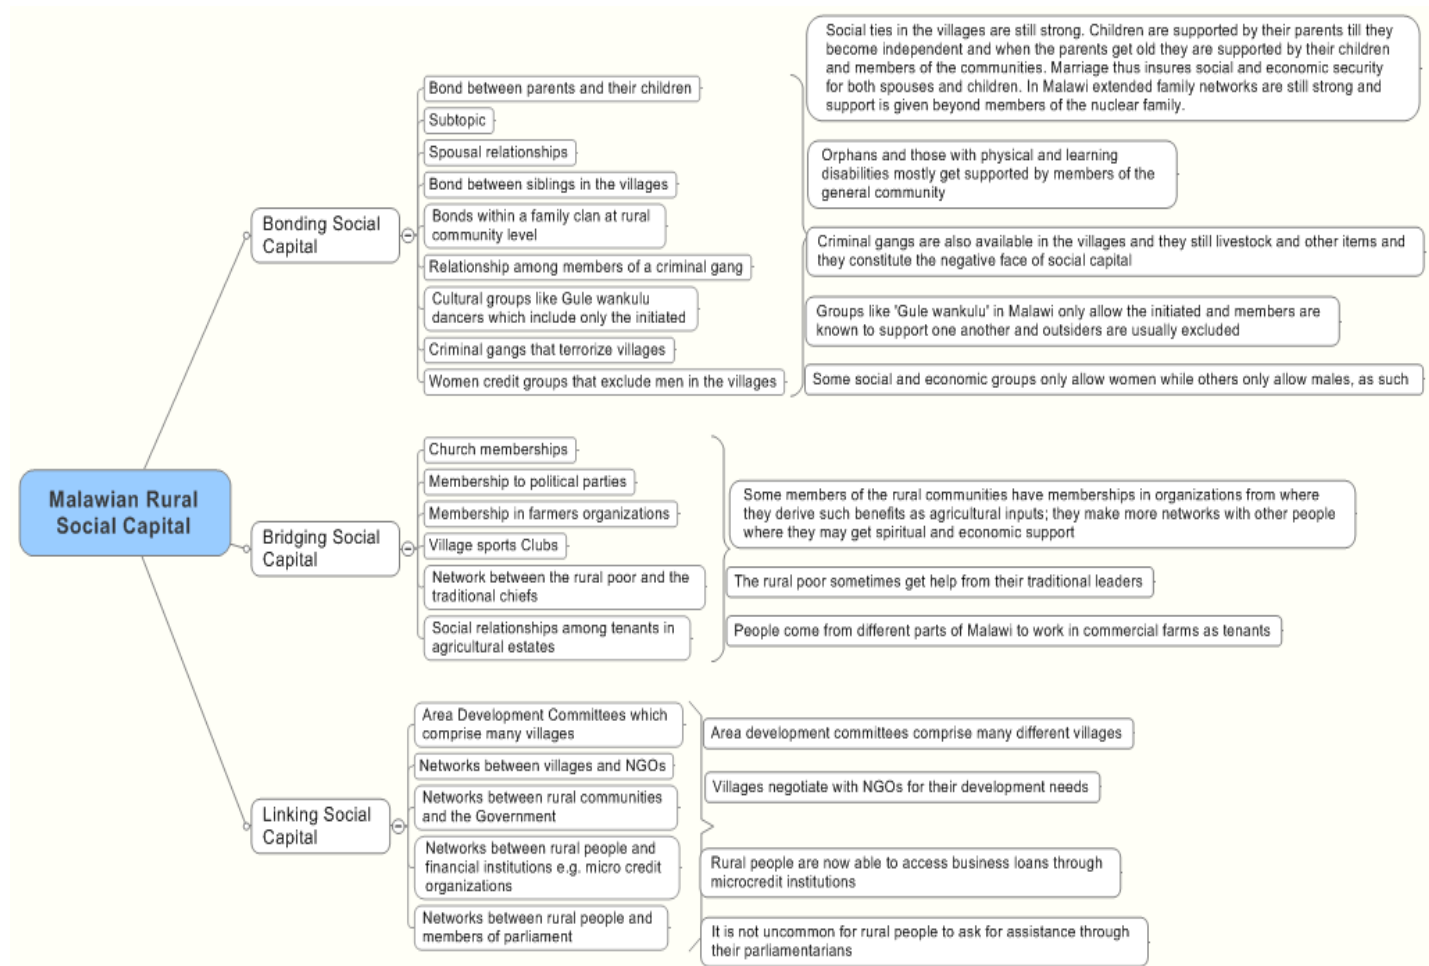 Malawian Rural
Social Capital
Bonding Social
Capital
Bond between parents and their children
Subtopic
Spousal relationships
Bond between siblings in the villages
Bonds within a family clan at rural
community level
Relationship among members of a criminal gang
Cultural groups like Gule wankulu
dancers which include only the initiated
Criminal gangs that terrorize villages
Women credit groups that exclude men in the villages
Social ties in the villages are still strong. Children are supported by their parents till they
become independent and when the parents get old they are supported by their children
and members of the communities. Marriage thus insures social and economic security
for both spouses and children. In Malawi extended family networks are still strong and
support is given beyond members of the nuclear family.
Orphans and those with physical and learning
disabilities mostly get supported by members of the
general community
Criminal gangs are also available in the villages and they still livestock and other items and
they constitute the negative face of social capital
Groups like 'Gule wankulu' in Malawi only allow the initiated and members are
known to support one another and outsiders are usually excluded
Some social and economic groups only allow women while others only allow males, as such
Bridging Social
Capital
Church memberships
Membership to political parties
Membership in farmers organizations
Village sports Clubs
Network between the rural poor and the
traditional chiefs
Social relationships among tenants in
agricultural estates
Some members of the rural communities have memberships in organizations from where
they derive such benefits as agricultural inputs; they make more networks with other people
where they may get spiritual and economic support
The rural poor sometimes get help from their traditional leaders
People come from different parts of Malawi to work in commercial farms as tenants
Linking Social
Capital
Area Development Committees which
comprise many villages
Networks between villages and NGOs
Networks between rural communities
and the Government
Networks between rural people and
financial institutions e.g. micro credit
organizations
Networks between rural people and
members of parliament
Area development committees comprise many different villages
Villages negotiate with NGOs for their development needs
Rural people are now able to access business loans through
microcredit institutions
It is not uncommon for rural people to ask for assistance through
their parliamentarians